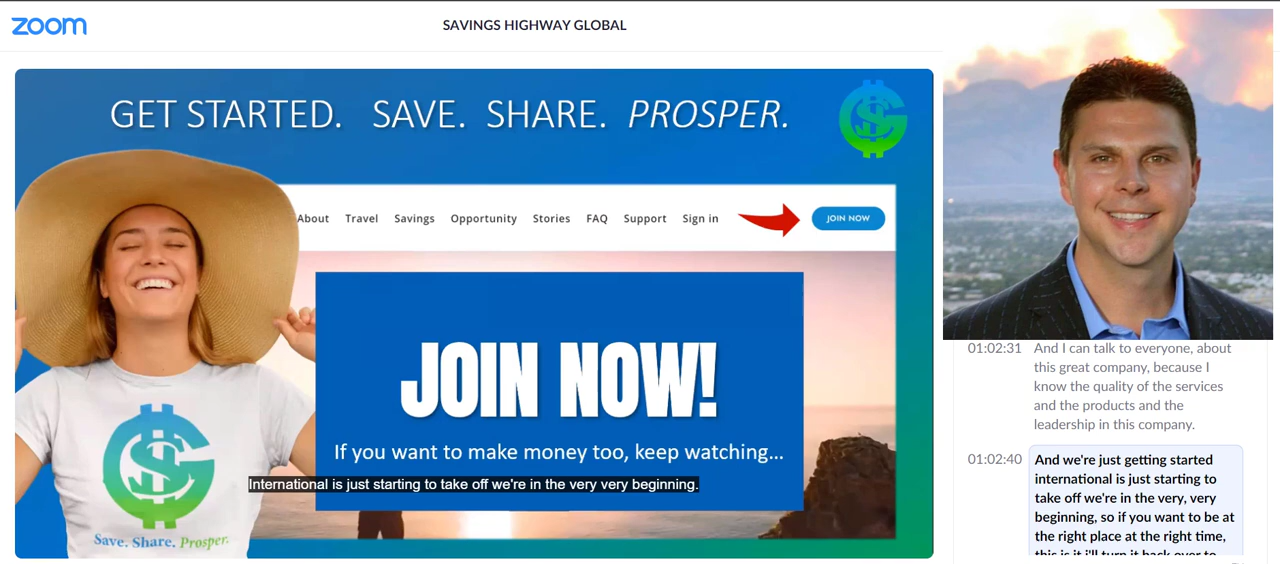 zoom
SAVINGS HIGHWAY GLOBAL
GET STARTED. SAVE. SHARE. PROSPER.
About Travel Savings Opportunity Stories FAQ Support Sign in JOIN NOW
JOIN NOW!
If you want to make money too, keep watching...
International is just starting to take off we're in the very very beginning.
Save. Share. Prosper.
01:02:31 And I can talk to everyone, about
this great company, because I
know the quality of the services
and the products and the
leadership in this company.
01:02:40 And we're just getting started
international is just starting to
take off we're in the very, very
beginning, so if you want to be at
the right place at the right time,
this is it i'll turn it back over to